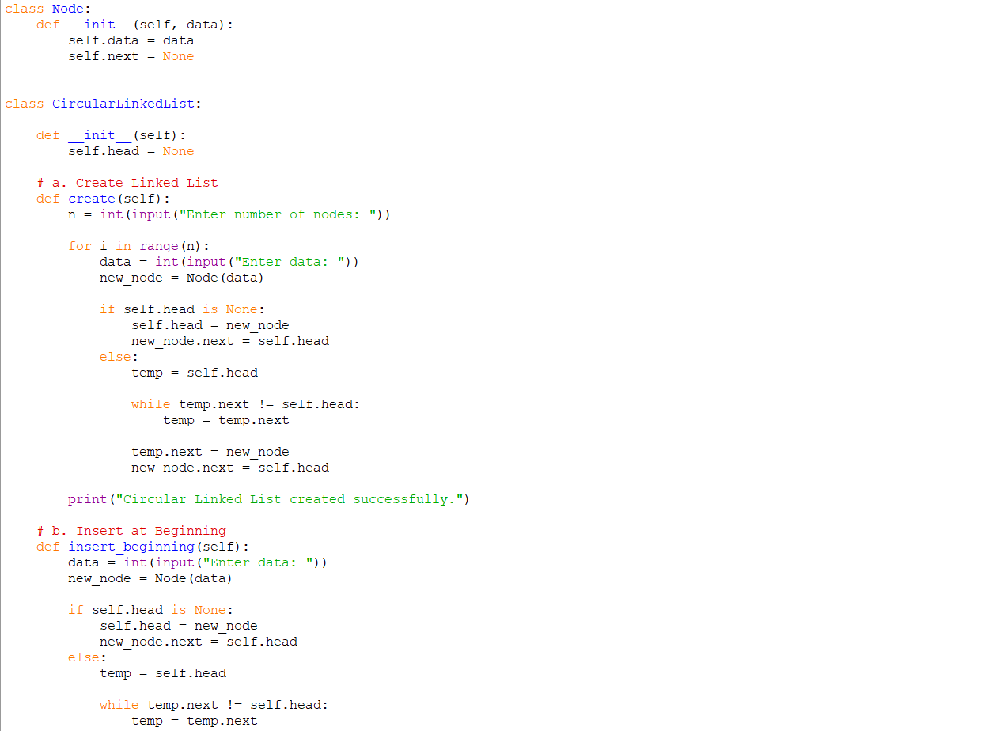 class Node:
    def __init__(self, data):
        self.data = data
        self.next = None
class CircularLinkedList:
    def __init__(self):
        self.head = None
    # a. Create Linked List
    def create(self):
        n = int(input("Enter number of nodes: "))
        for i in range(n):
            data = int(input("Enter data: "))
            new_node = Node(data)
            if self.head is None:
                self.head = new_node
                new_node.next = self.head
            else:
                temp = self.head
                while temp.next != self.head:
                    temp = temp.next
                temp.next = new_node
                new_node.next = self.head
        print("Circular Linked List created successfully.")
    # b. Insert at Beginning
    def insert_beginning(self):
        data = int(input("Enter data: "))
        new_node = Node(data)
        if self.head is None:
            self.head = new_node
            new_node.next = self.head
        else:
            temp = self.head
            while temp.next != self.head:
                temp = temp.next